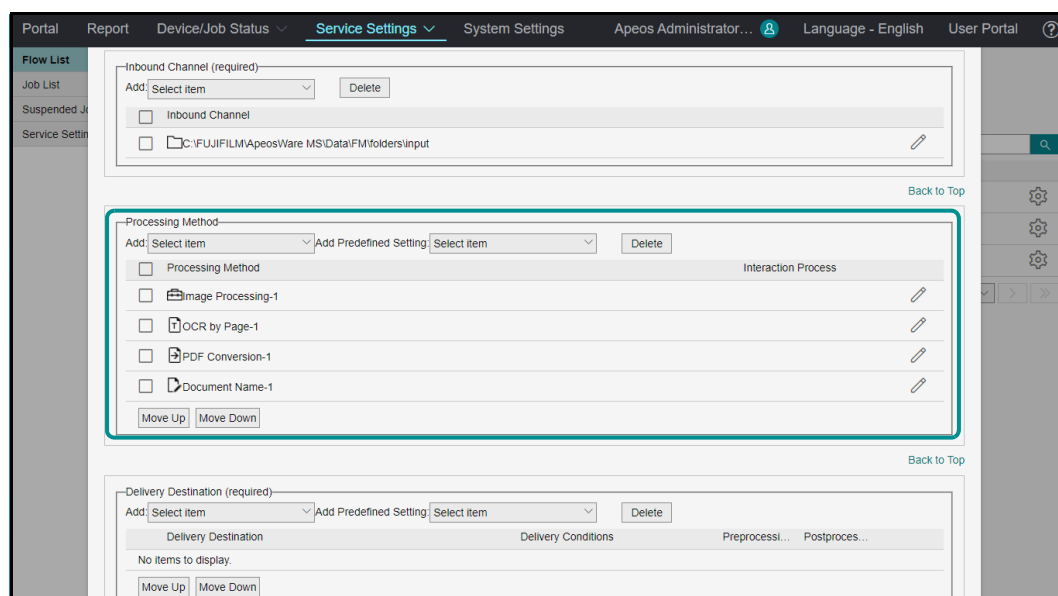 Portal Report Device/Job Status Service Settings System Settings Apeos Administrator... Language - English User Portal
Flow List
Job List
Suspended Jo
Service Settin
Inbound Channel (required)
Add: Select item Delete
Inbound Channel
C:\FUJIFILM\ApeosWare MS\Data\FM\folders\input
Back to Top
Processing Method
Add: Select item Add Predefined Setting: Select item Delete
Processing Method Interaction Process
Image Processing-1
OCR by Page-1
PDF Conversion-1
Document Name-1
Move Up Move Down
Back to Top
Delivery Destination (required)
Add: Select item Add Predefined Setting: Select item Delete
Delivery Destination Delivery Conditions Preprocessi... Postproces...
No items to display.
Move Up Move Down